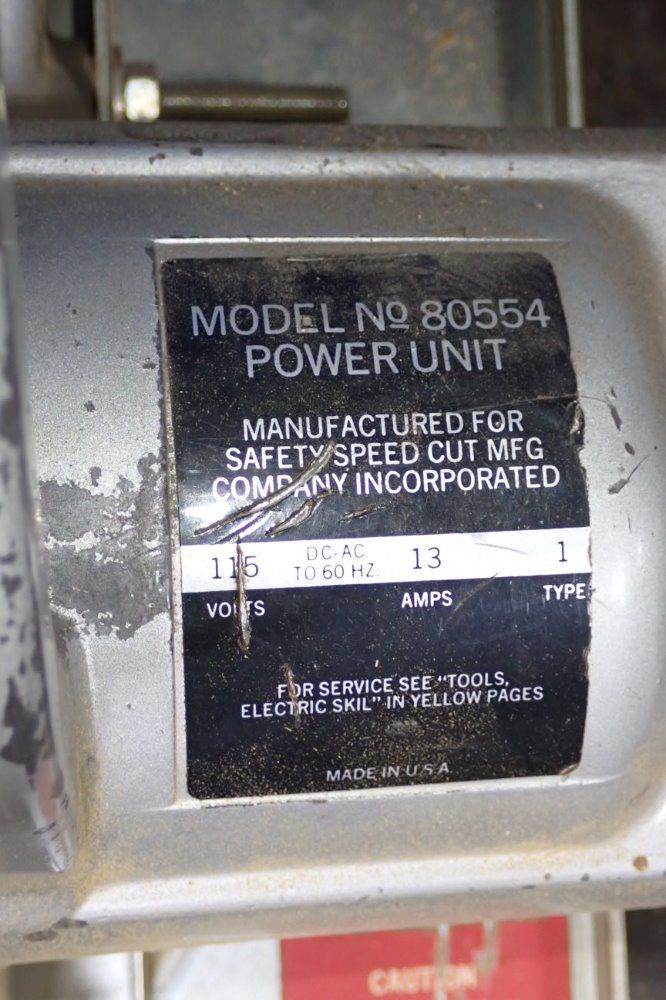 MODEL Nº 80554
POWER UNIT
MANUFACTURED FOR
SAFETY SPEED CUT MFG
COMPANY INCORPORATED
115 DC-AC TO 60 HZ. 13 1
VOLTS AMPS TYPE
FOR SERVICE SEE "TOOLS,
ELECTRIC SKIL" IN YELLOW PAGES
MADE IN U S A
CAUTION